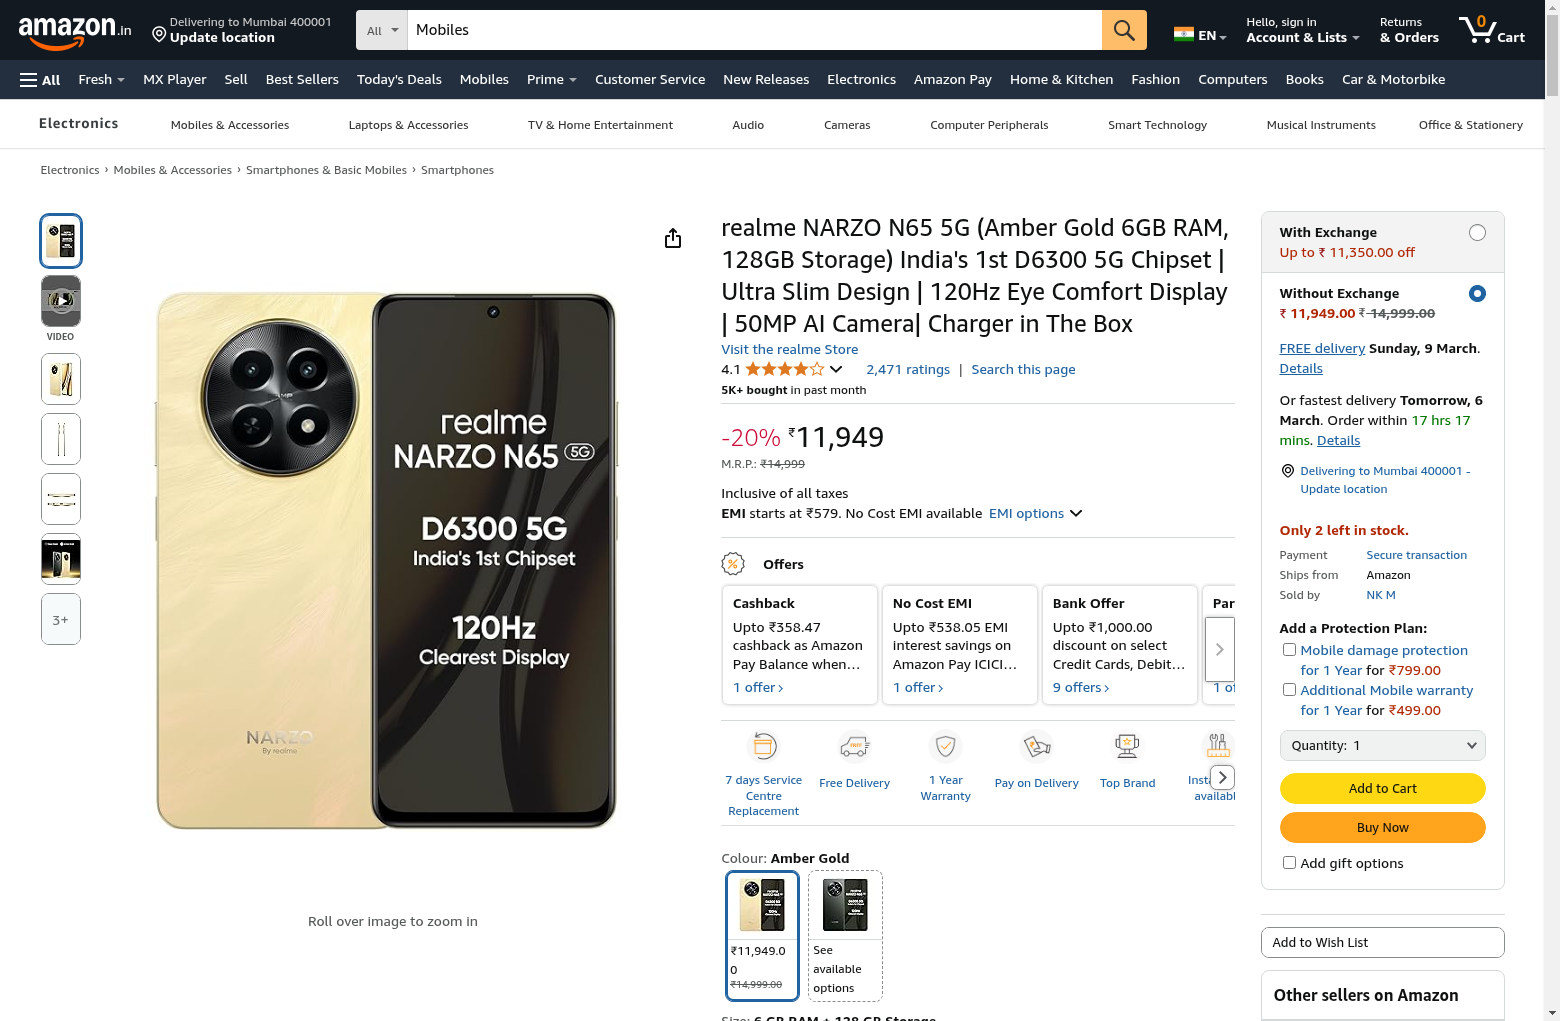 amazon.in
Delivering to Mumbai 400001
Update location
All
Mobiles
EN
Hello, sign in
Account & Lists
Returns
& Orders
0
Cart
All
Fresh
MX Player
Sell
Best Sellers
Today's Deals
Mobiles
Prime
Customer Service
New Releases
Electronics
Amazon Pay
Home & Kitchen
Fashion
Computers
Books
Car & Motorbike
Electronics
Mobiles & Accessories
Laptops & Accessories
TV & Home Entertainment
Audio
Cameras
Computer Peripherals
Smart Technology
Musical Instruments
Office & Stationery
Electronics › Mobiles & Accessories › Smartphones & Basic Mobiles › Smartphones
VIDEO
3+
realme
NARZO N65 5G
D6300 5G
India's 1st Chipset
120Hz
Clearest Display
NARZO
By realme
Roll over image to zoom in
realme NARZO N65 5G (Amber Gold 6GB RAM,
128GB Storage) India's 1st D6300 5G Chipset |
Ultra Slim Design | 120Hz Eye Comfort Display
| 50MP AI Camera| Charger in The Box
Visit the realme Store
4.1
2,471 ratings | Search this page
5K+ bought in past month
-20% ₹11,949
M.R.P.: ₹14,999
Inclusive of all taxes
EMI starts at ₹579. No Cost EMI available EMI options
Offers
Cashback
Upto ₹358.47
cashback as Amazon
Pay Balance when…
1 offer ›
No Cost EMI
Upto ₹538.05 EMI
interest savings on
Amazon Pay ICICI…
1 offer ›
Bank Offer
Upto ₹1,000.00
discount on select
Credit Cards, Debit…
9 offers ›
Par
1 of
7 days Service
Centre
Replacement
Free Delivery
1 Year
Warranty
Pay on Delivery
Top Brand
Inst
availabl
Colour: Amber Gold
₹11,949.0
0
₹14,999.00
See
available
options
Size: 6 GB RAM + 128 GB Storage
With Exchange
Up to ₹ 11,350.00 off
Without Exchange
₹ 11,949.00 ₹ 14,999.00
FREE delivery Sunday, 9 March.
Details
Or fastest delivery Tomorrow, 6
March. Order within 17 hrs 17
mins. Details
Delivering to Mumbai 400001 -
Update location
Only 2 left in stock.
Payment Secure transaction
Ships from Amazon
Sold by NK M
Add a Protection Plan:
Mobile damage protection
for 1 Year for ₹799.00
Additional Mobile warranty
for 1 Year for ₹499.00
Quantity: 1
Add to Cart
Buy Now
Add gift options
Add to Wish List
Other sellers on Amazon